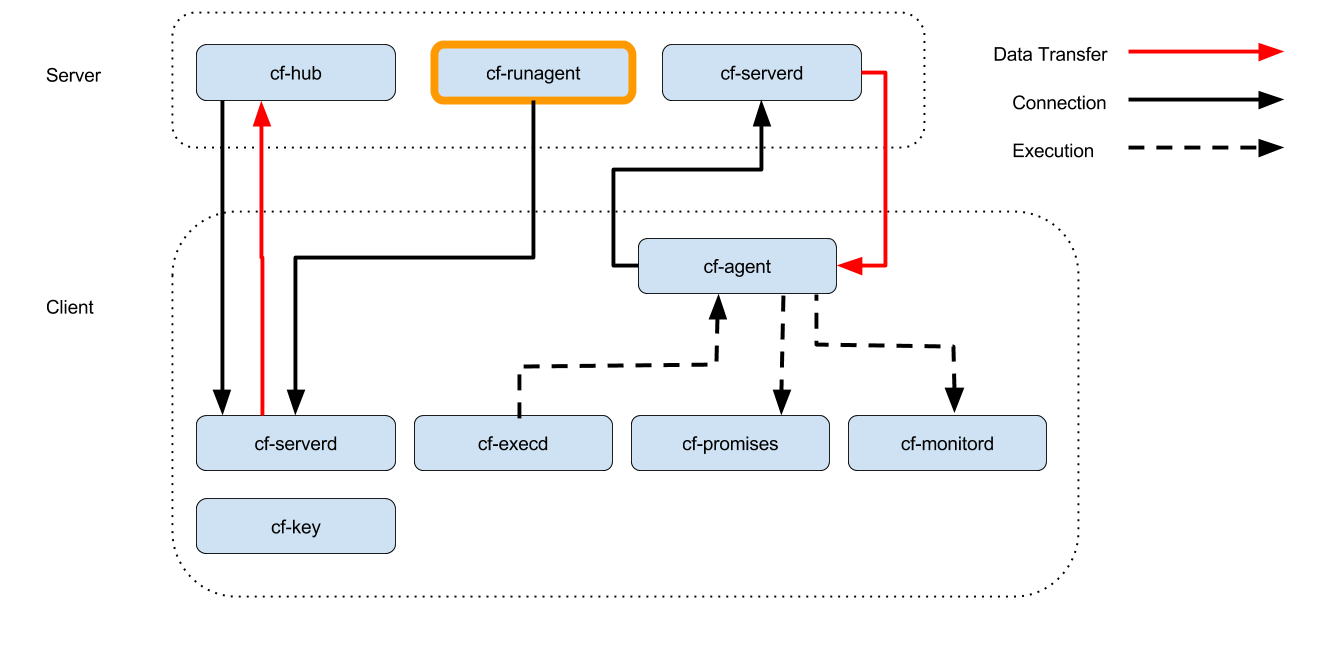 Server
cf-hub
cf-runagent
cf-serverd
Data Transfer
Connection
Execution
Client
cf-agent
cf-serverd
cf-execd
cf-promises
cf-monitord
cf-key